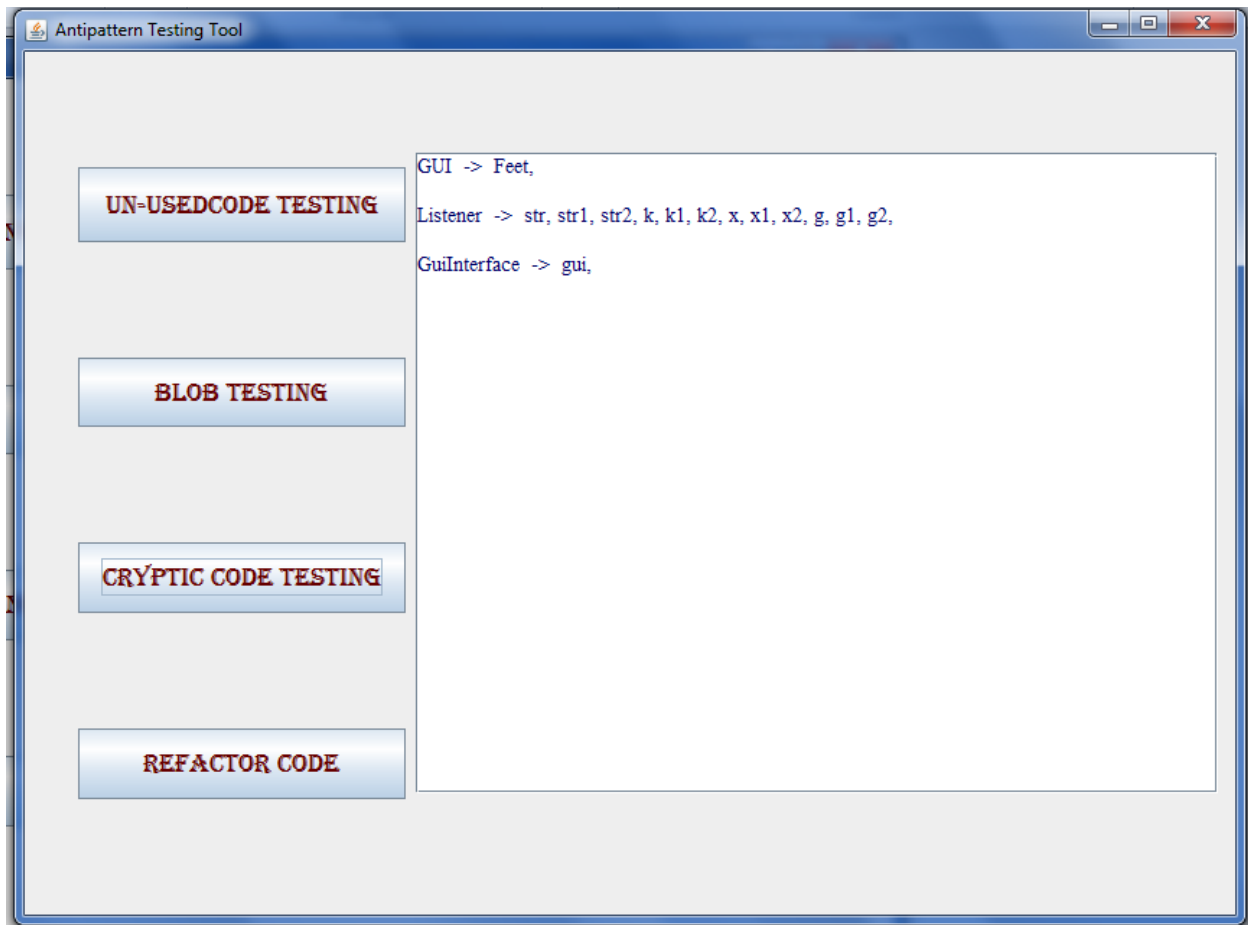 Antipattern Testing Tool
UN-USEDCODE TESTING
BLOB TESTING
CRYPTIC CODE TESTING
REFACTOR CODE
GUI -> Feet,
Listener -> str, str1, str2, k, k1, k2, x, x1, x2, g, g1, g2,
GuiInterface -> gui,